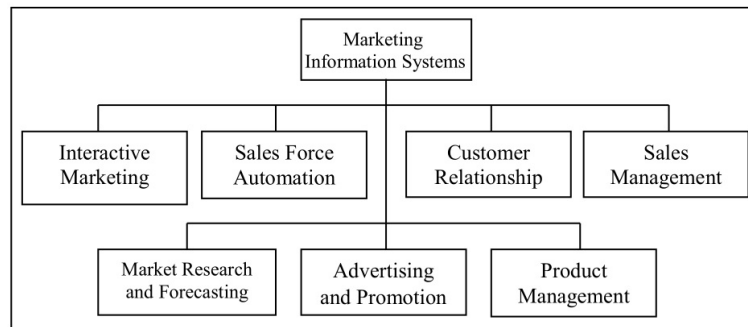 Marketing
Information Systems
Interactive
Marketing
Sales Force
Automation
Customer
Relationship
Sales
Management
Market Research
and Forecasting
Advertising
and Promotion
Product
Management